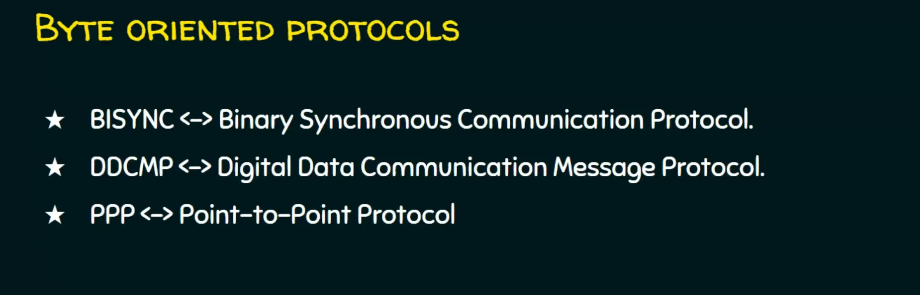 BYTE ORIENTED PROTOCOLS
★ BISYNC <-> Binary Synchronous Communication Protocol.
★ DDCMP <-> Digital Data Communication Message Protocol.
★ PPP <-> Point-to-Point Protocol